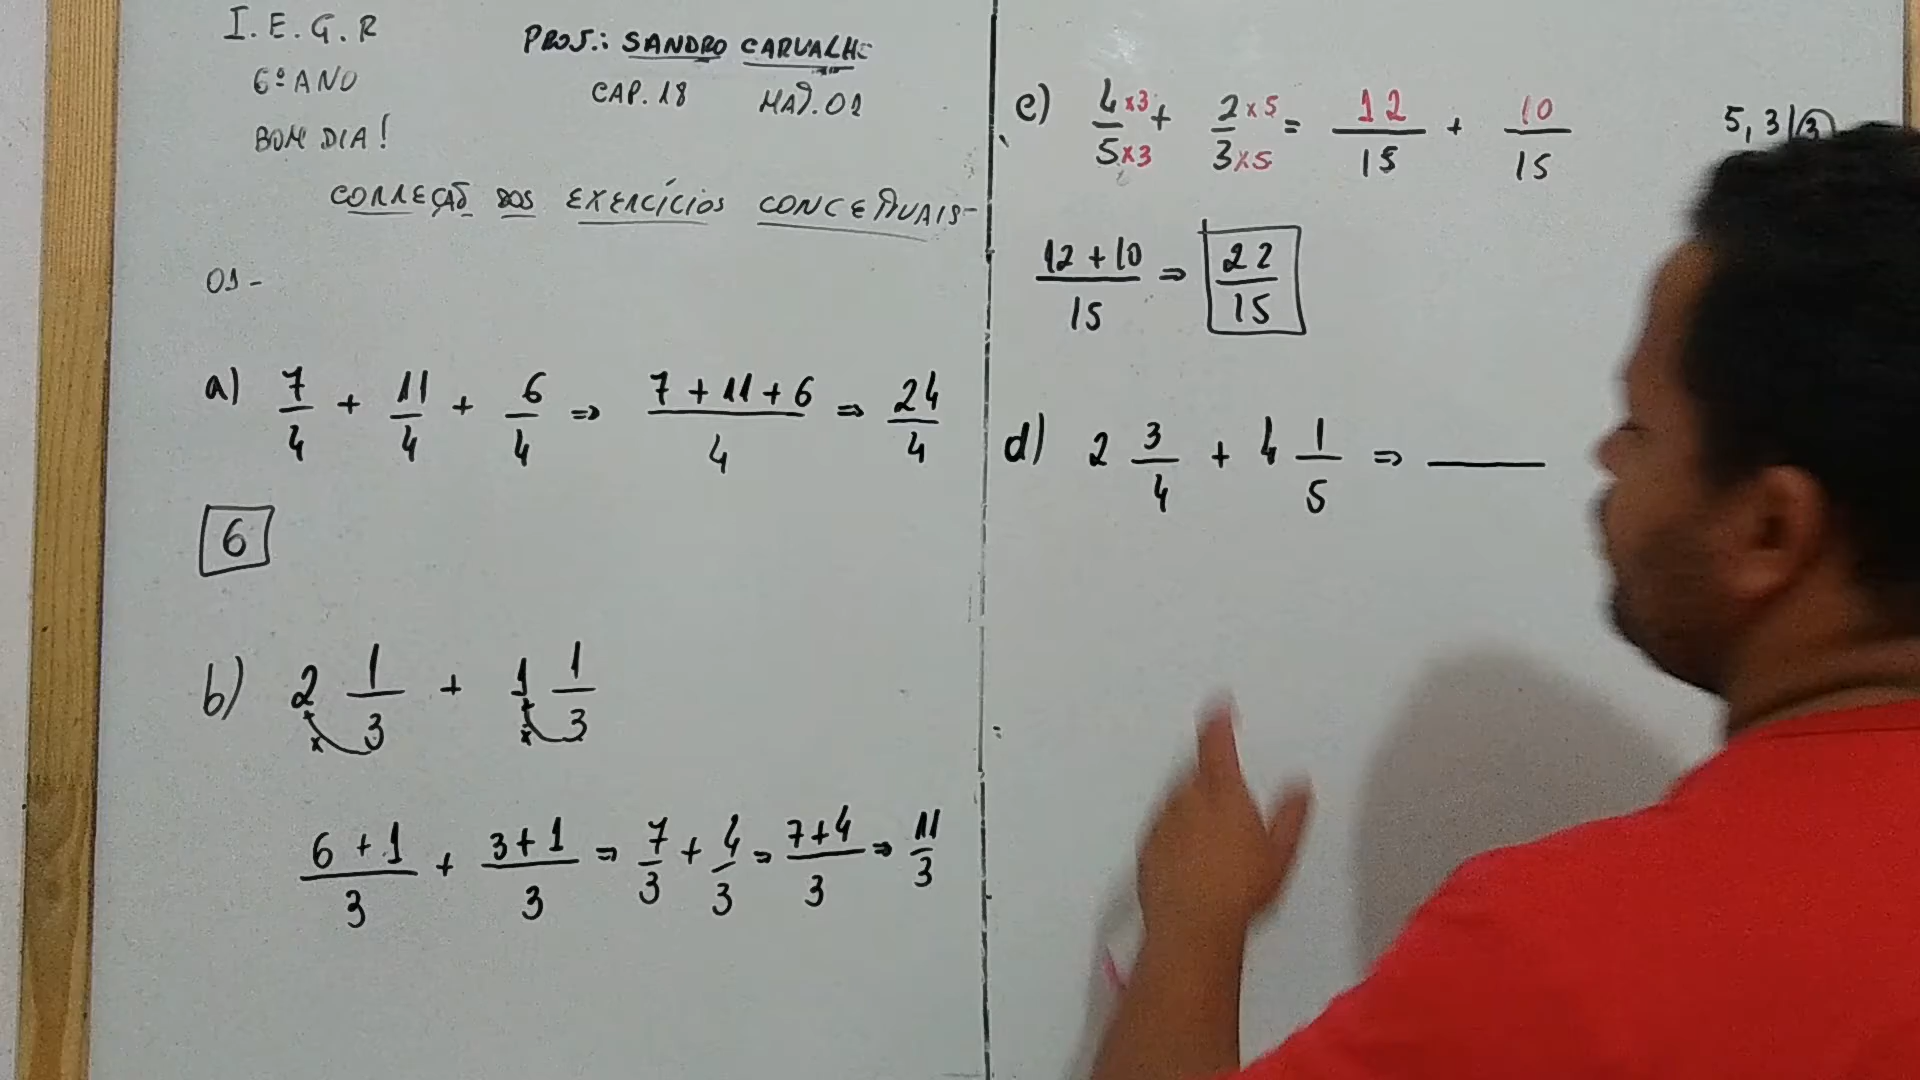 I.E.G.R
6º ANO
BOM DIA!
PROF.: SANDRO CARVALHO
CAP. 18 MAT. 01
CORREÇÃO DOS EXERCÍCIOS CONCEITUAIS-
01-
a) 7/4 + 11/4 + 6/4 ⇒ (7 + 11 + 6)/4 ⇒ 24/4
6
b) 2 1/3 + 1 1/3
(6 + 1)/3 + (3 + 1)/3 ⇒ 7/3 + 4/3 ⇒ (7+4)/3 ⇒ 11/3
c) 4×3/5×3 + 2×5/3×5 = 12/15 + 10/15
5, 3 | 3
(12 + 10)/15 ⇒ 22/15
d) 2 3/4 + 4 1/5 ⇒